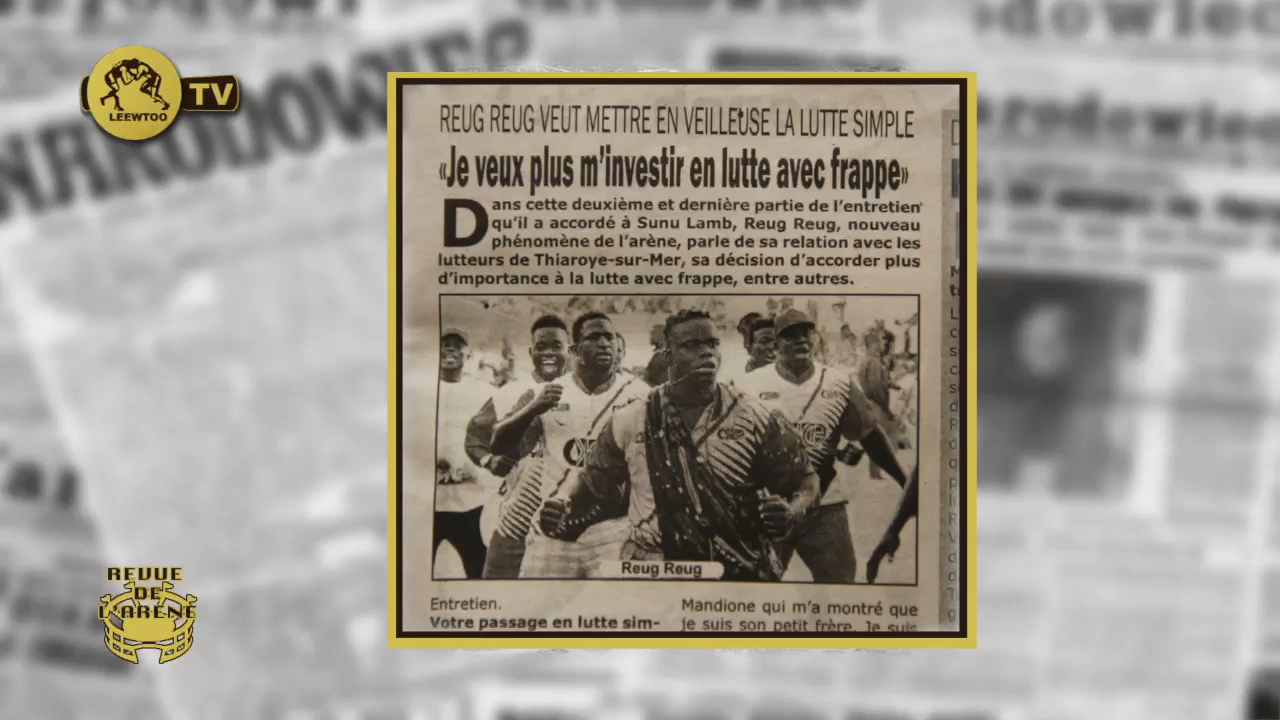 NARODOWIEC
LEEWTOO
TV
REUG REUG VEUT METTRE EN VEILLEUSE LA LUTTE SIMPLE
«Je veux plus m'investir en lutte avec frappe»
Dans cette deuxième et dernière partie de l'entretien
qu'il a accordé à Sunu Lamb, Reug Reug, nouveau
phénomène de l'arène, parle de sa relation avec les
lutteurs de Thiaroye-sur-Mer, sa décision d'accorder plus
d'importance à la lutte avec frappe, entre autres.
Reug Reug
Entretien.
Votre passage en lutte sim-
Mandione qui m'a montré que
je suis son petit frère. Je suis
REVUE
DE
L'ARÈNE